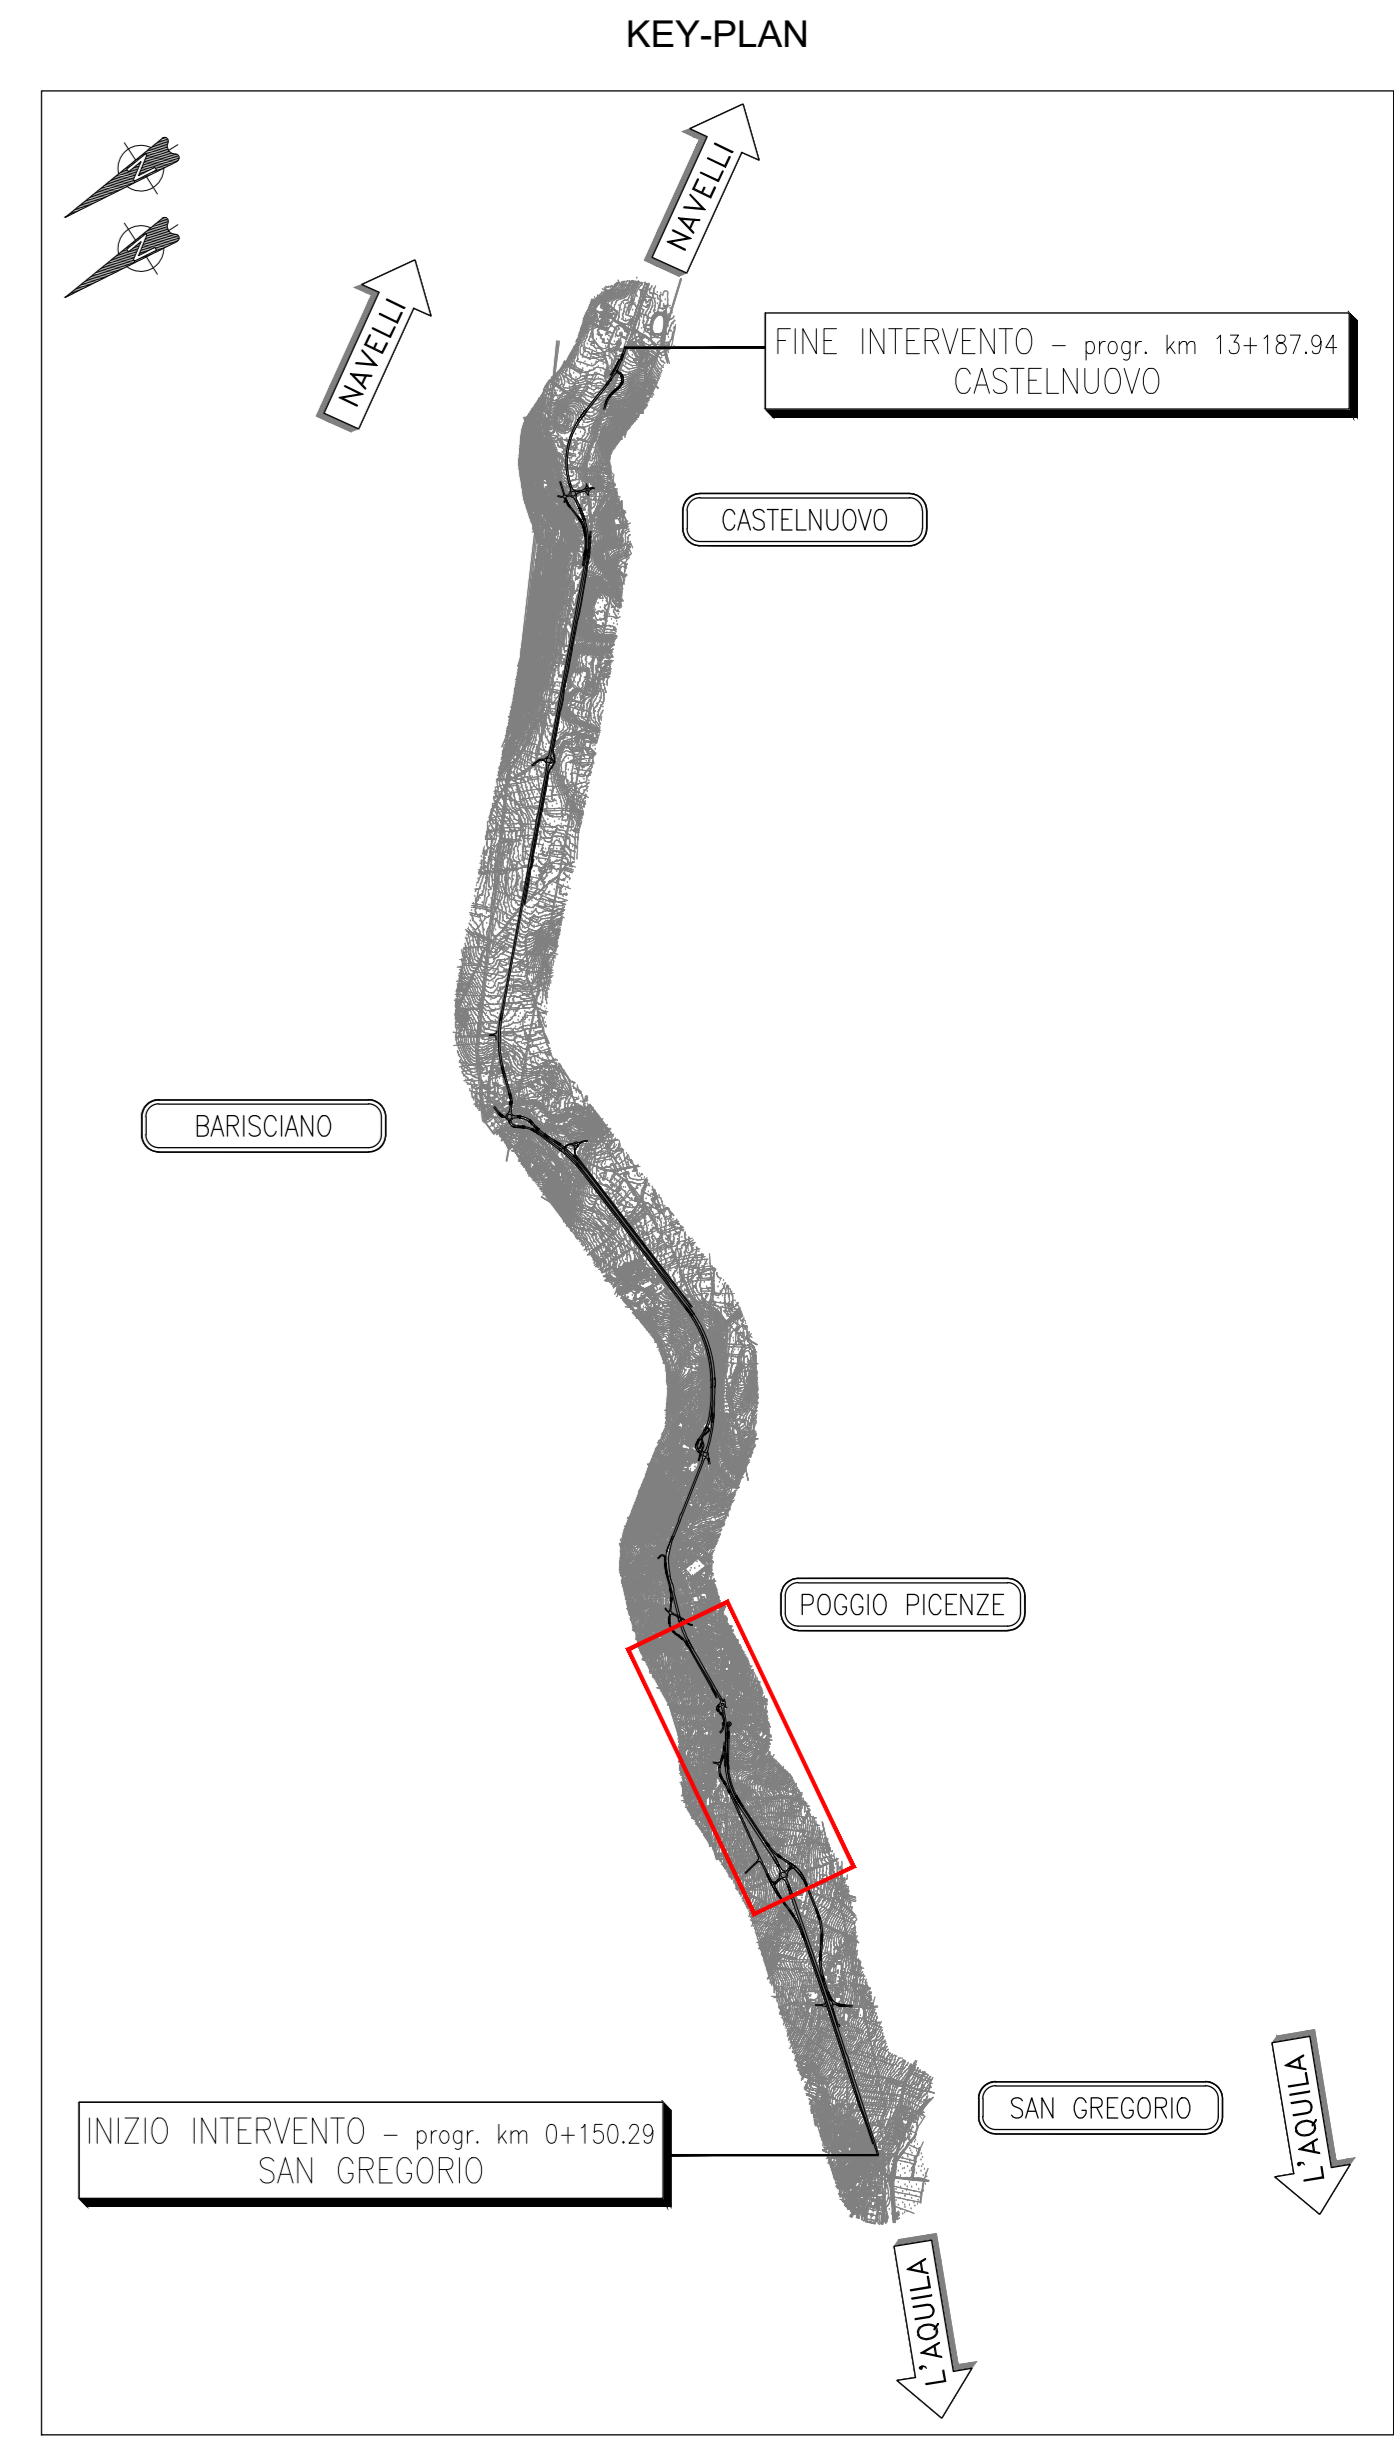 KEY-PLAN
Z
Z
NAVELLI
NAVELLI
FINE INTERVENTO – progr. km 13+187.94
CASTELNUOVO
CASTELNUOVO
BARISCIANO
POGGIO PICENZE
SAN GREGORIO
L'AQUILA
INIZIO INTERVENTO – progr. km 0+150.29
SAN GREGORIO
L'AQUILA